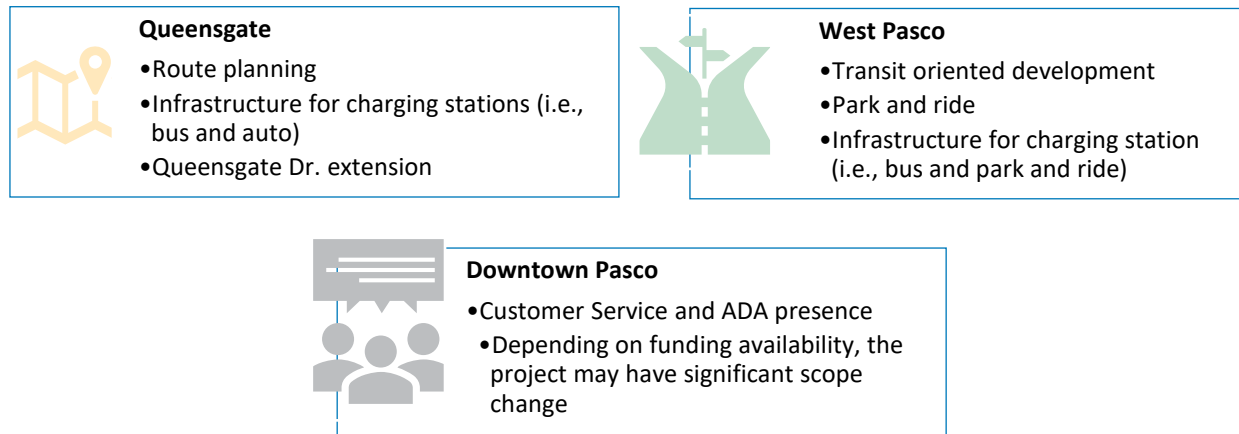 Queensgate
•Route planning
•Infrastructure for charging stations (i.e.,
bus and auto)
•Queensgate Dr. extension
West Pasco
•Transit oriented development
•Park and ride
•Infrastructure for charging station
(i.e., bus and park and ride)
Downtown Pasco
•Customer Service and ADA presence
•Depending on funding availability, the
project may have significant scope
change